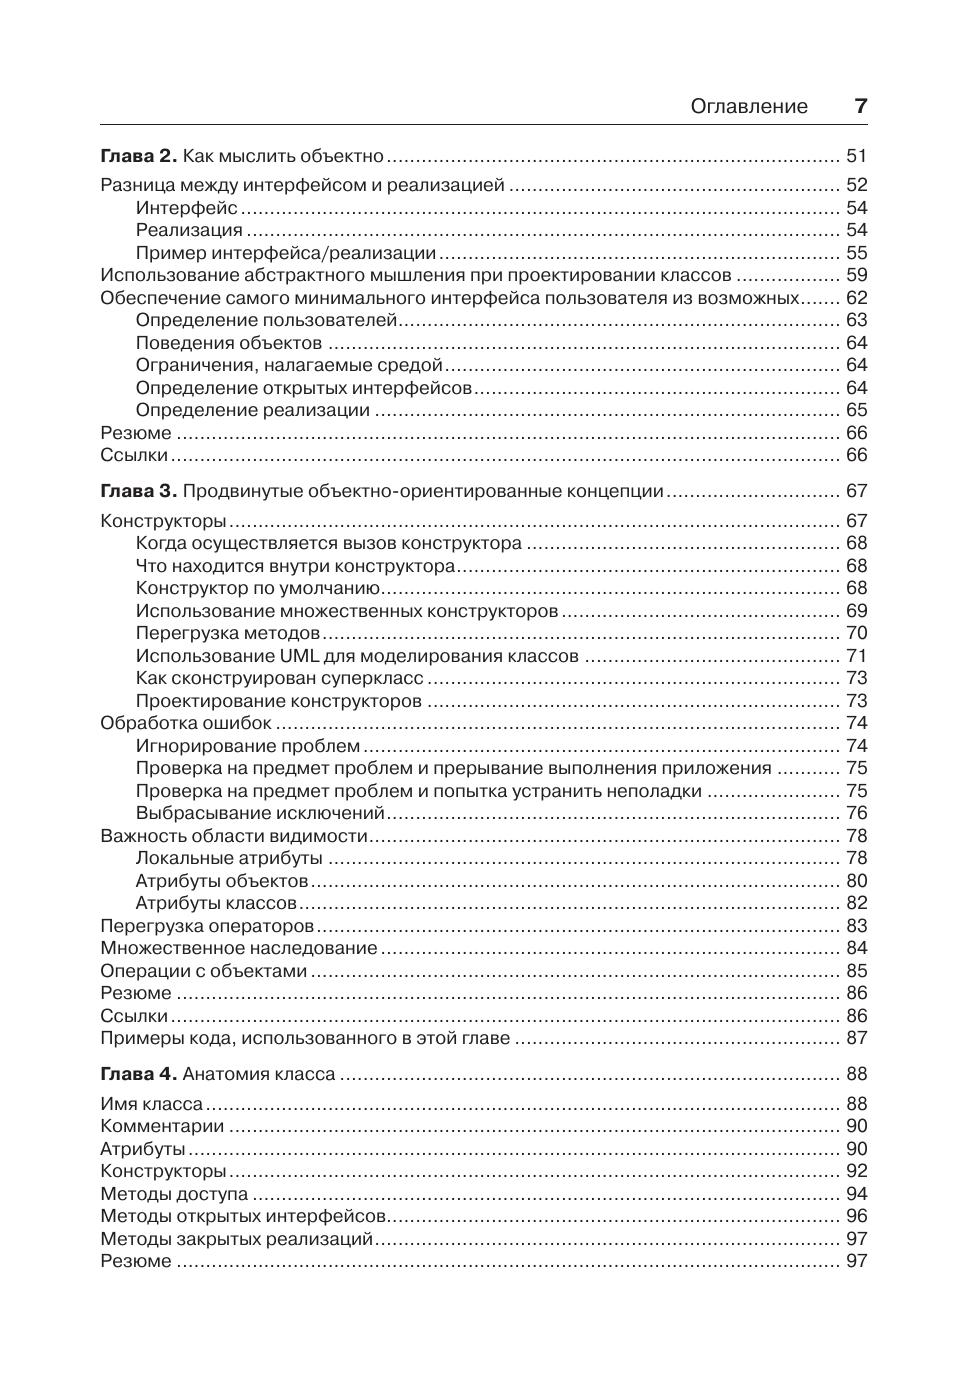 Оглавление 7
Глава 2. Как мыслить объектно ........ 51
Разница между интерфейсом и реализацией ........ 52
Интерфейс ........ 54
Реализация ........ 54
Пример интерфейса/реализации ........ 55
Использование абстрактного мышления при проектировании классов ........ 59
Обеспечение самого минимального интерфейса пользователя из возможных ....... 62
Определение пользователей ........ 63
Поведения объектов ........ 64
Ограничения, налагаемые средой ........ 64
Определение открытых интерфейсов ........ 64
Определение реализации ........ 65
Резюме ........ 66
Ссылки ........ 66
Глава 3. Продвинутые объектно-ориентированные концепции ........ 67
Конструкторы ........ 67
Когда осуществляется вызов конструктора ........ 68
Что находится внутри конструктора ........ 68
Конструктор по умолчанию ........ 68
Использование множественных конструкторов ........ 69
Перегрузка методов ........ 70
Использование UML для моделирования классов ........ 71
Как сконструирован суперкласс ........ 73
Проектирование конструкторов ........ 73
Обработка ошибок ........ 74
Игнорирование проблем ........ 74
Проверка на предмет проблем и прерывание выполнения приложения ........ 75
Проверка на предмет проблем и попытка устранить неполадки ........ 75
Выбрасывание исключений ........ 76
Важность области видимости ........ 78
Локальные атрибуты ........ 78
Атрибуты объектов ........ 80
Атрибуты классов ........ 82
Перегрузка операторов ........ 83
Множественное наследование ........ 84
Операции с объектами ........ 85
Резюме ........ 86
Ссылки ........ 86
Примеры кода, использованного в этой главе ........ 87
Глава 4. Анатомия класса ........ 88
Имя класса ........ 88
Комментарии ........ 90
Атрибуты ........ 90
Конструкторы ........ 92
Методы доступа ........ 94
Методы открытых интерфейсов ........ 96
Методы закрытых реализаций ........ 97
Резюме ........ 97